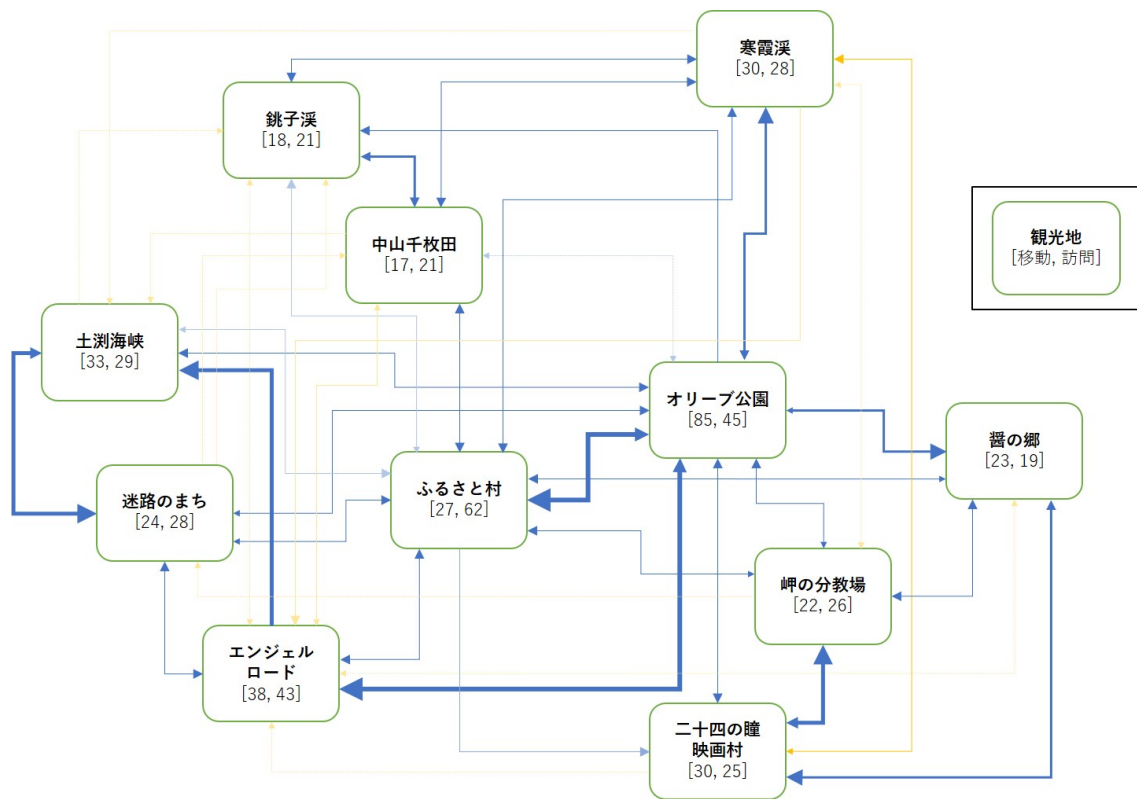 寒霞渓
[30, 28]
銚子渓
[18, 21]
中山千枚田
[17, 21]
観光地
[移動, 訪問]
土渕海峡
[33, 29]
オリーブ公園
[85, 45]
醤の郷
[23, 19]
迷路のまち
[24, 28]
ふるさと村
[27, 62]
岬の分教場
[22, 26]
エンジェル
ロード
[38, 43]
二十四の瞳
映画村
[30, 25]